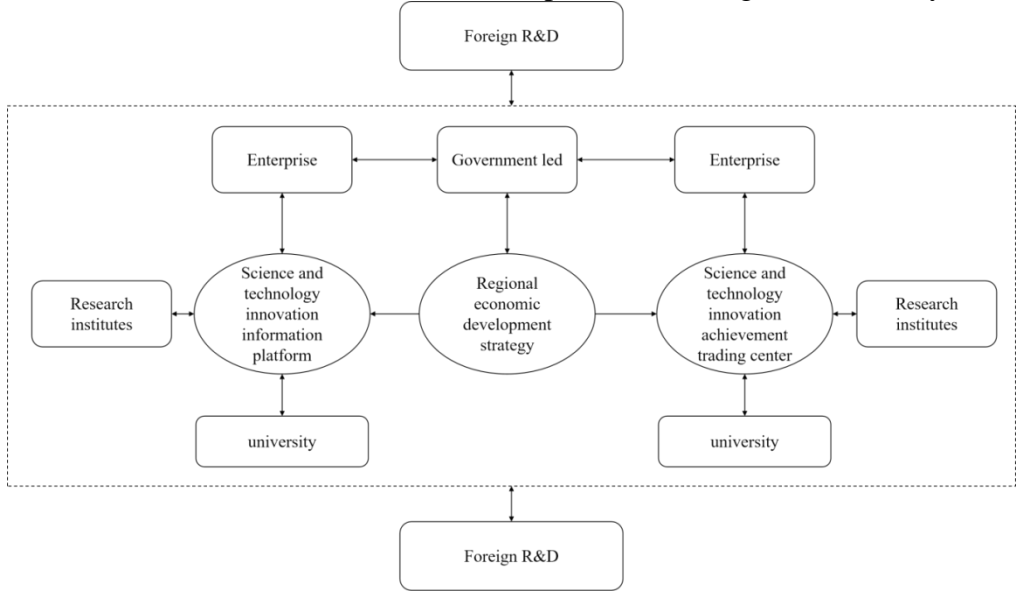 Foreign R&D
Enterprise
Government led
Enterprise
Research
institutes
Science and
technology
innovation
information
platform
Regional
economic
development
strategy
Science and
technology
innovation
achievement
trading center
Research
institutes
university
university
Foreign R&D